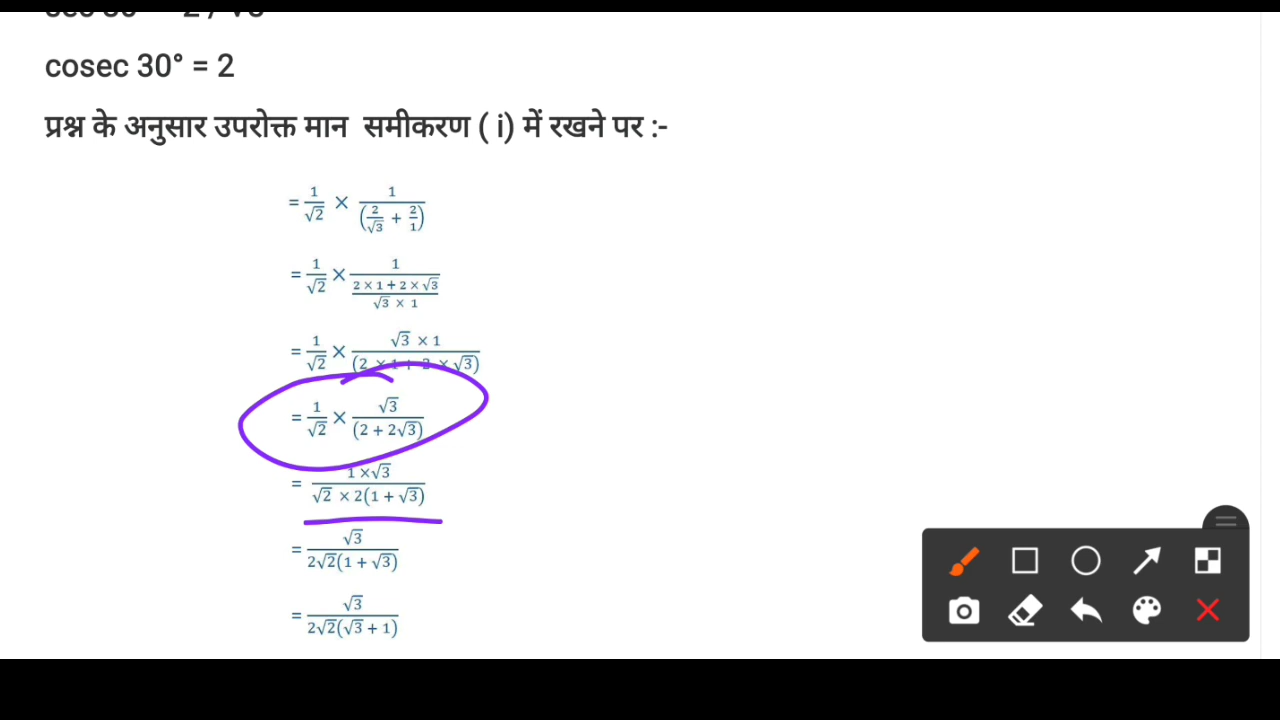 cosec 30° = 2
प्रश्न के अनुसार उपरोक्त मान समीकरण ( i) में रखने पर :-
= 1/√2 × 1/(2/√3 + 2/1)
= 1/√2 × 1/((2 × 1 + 2 × √3)/(√3 × 1))
= 1/√2 × (√3 × 1)/(2 × 1 + 2 × √3)
= 1/√2 × √3/(2 + 2√3)
= (1 ×√3)/(√2 × 2(1 + √3))
= √3/(2√2(1 + √3))
= √3/(2√2(√3 + 1))